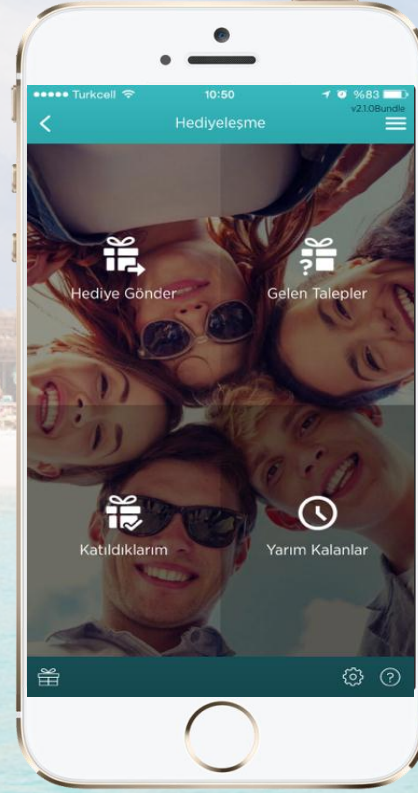 Turkcell 10:50 %83
v2.1.0Bundle
Hediyeleşme
Hediye Gönder Gelen Talepler
?
Katıldıklarım Yarım Kalanlar
?